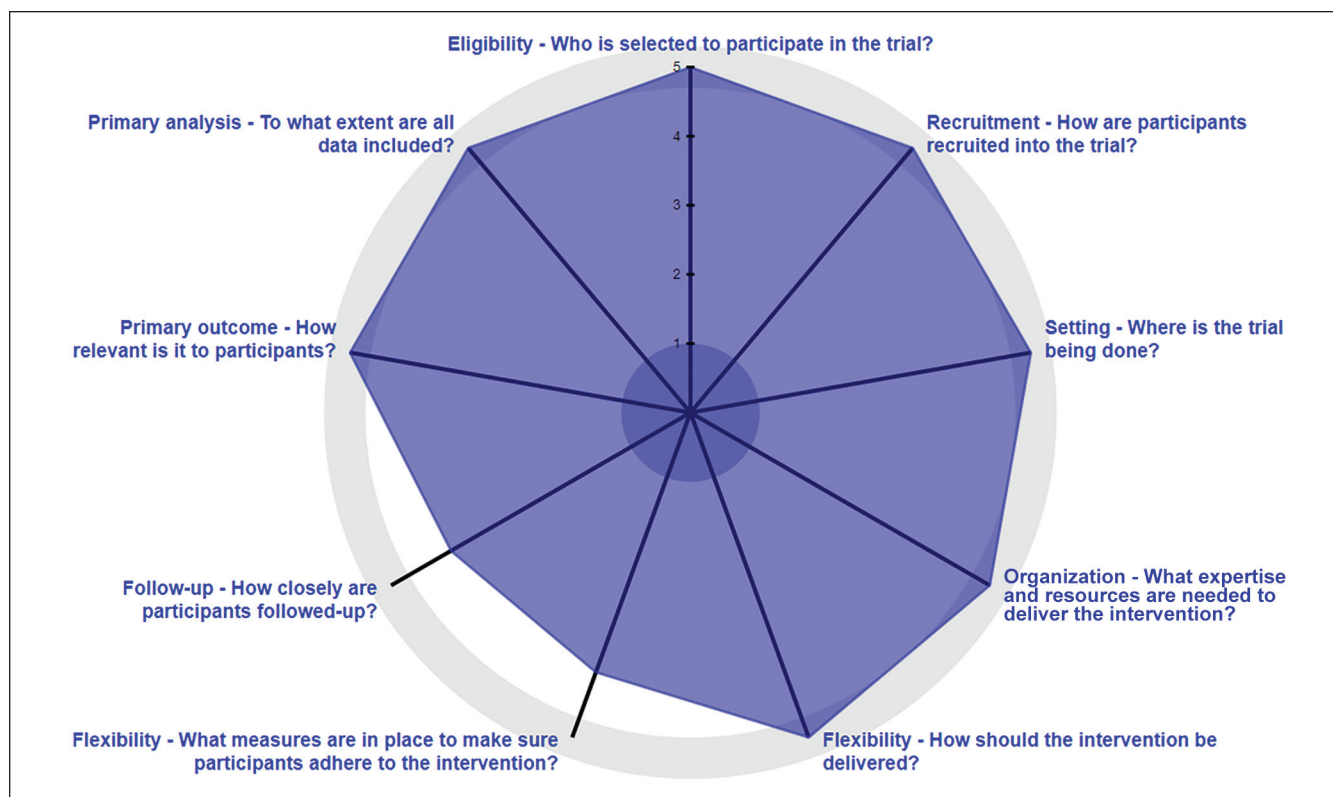 Eligibility - Who is selected to participate in the trial?
5
4
3
2
1
Recruitment - How are participants
recruited into the trial?
Setting - Where is the trial
being done?
Organization - What expertise
and resources are needed to
deliver the intervention?
Flexibility - How should the intervention be
delivered?
Flexibility - What measures are in place to make sure
participants adhere to the intervention?
Follow-up - How closely are
participants followed-up?
Primary outcome - How
relevant is it to participants?
Primary analysis - To what extent are all
data included?